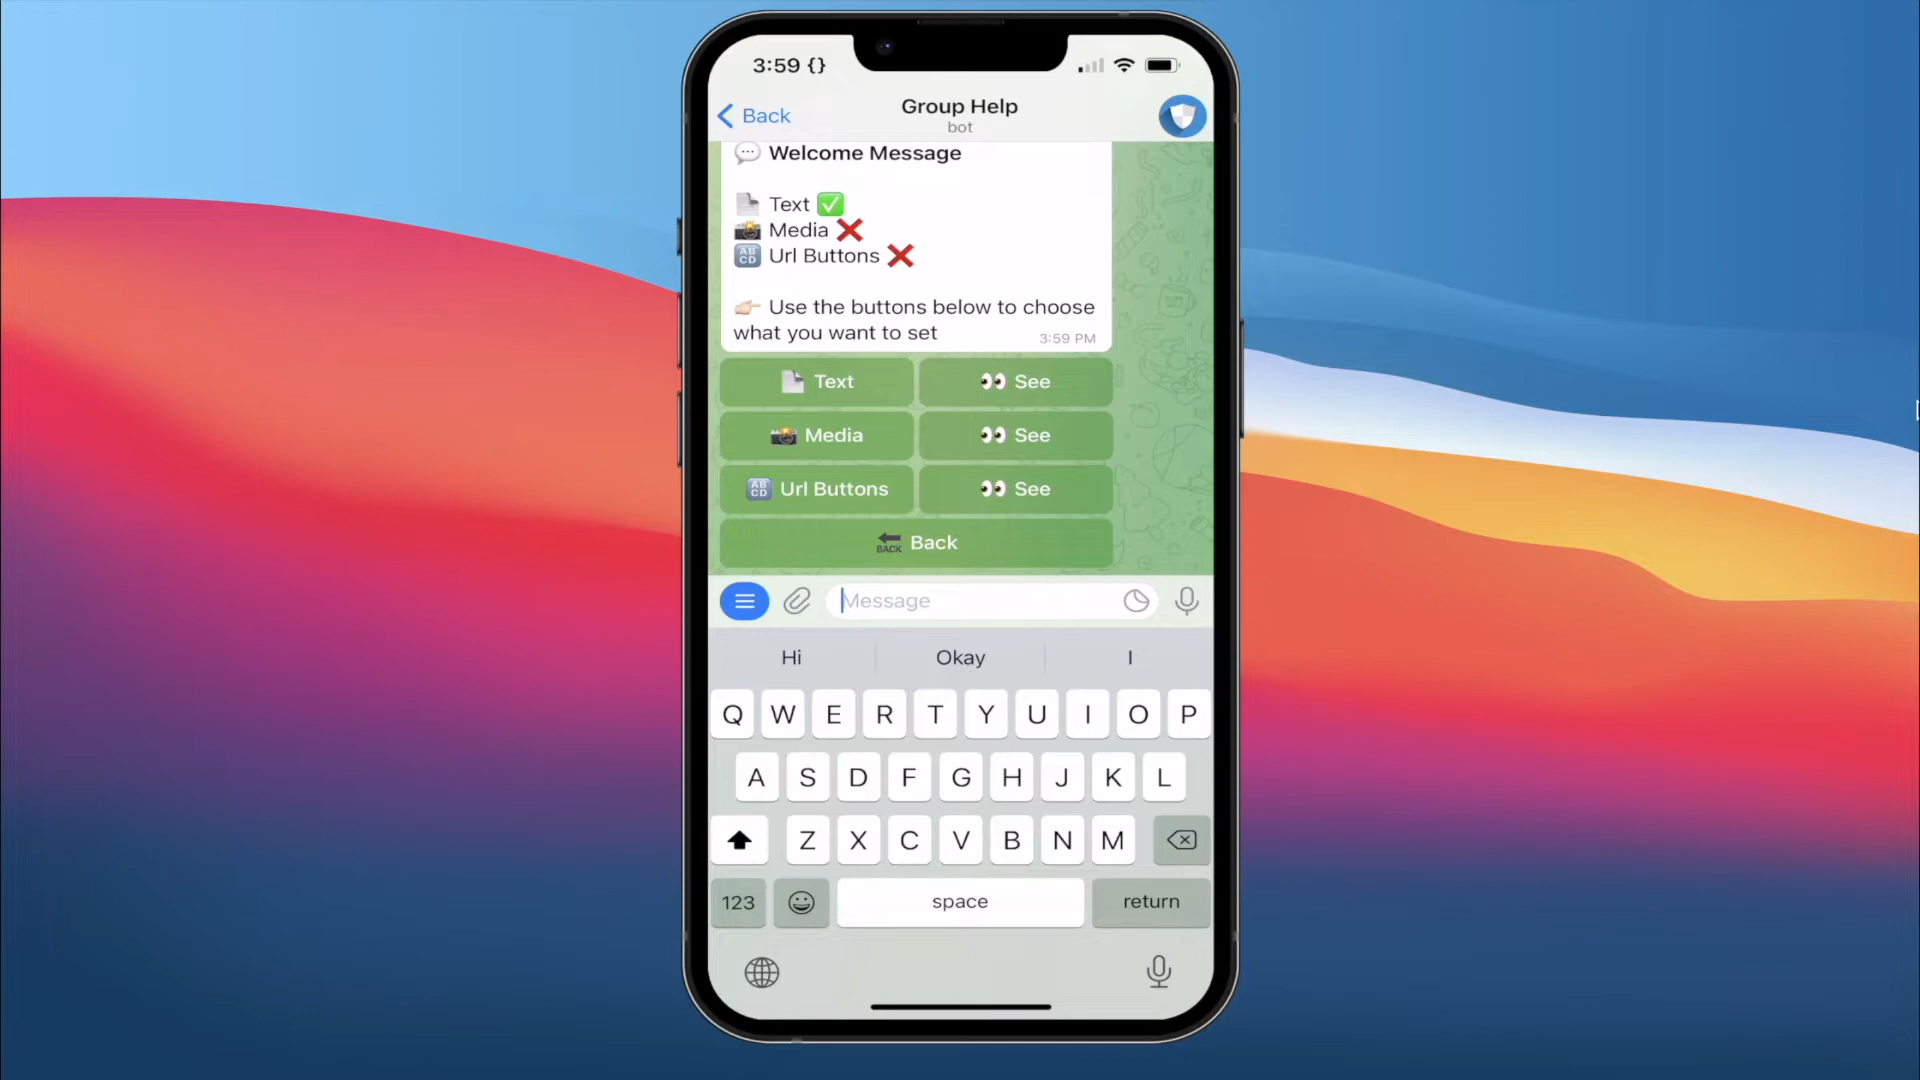 3:59 {}
Back
Group Help
bot
Welcome Message
Text
Media
Url Buttons
Use the buttons below to choose
what you want to set
3:59 PM
Text
See
Media
See
Url Buttons
See
BACK Back
Message
Hi Okay I
Q W E R T Y U I O P
A S D F G H J K L
Z X C V B N M
123 space return